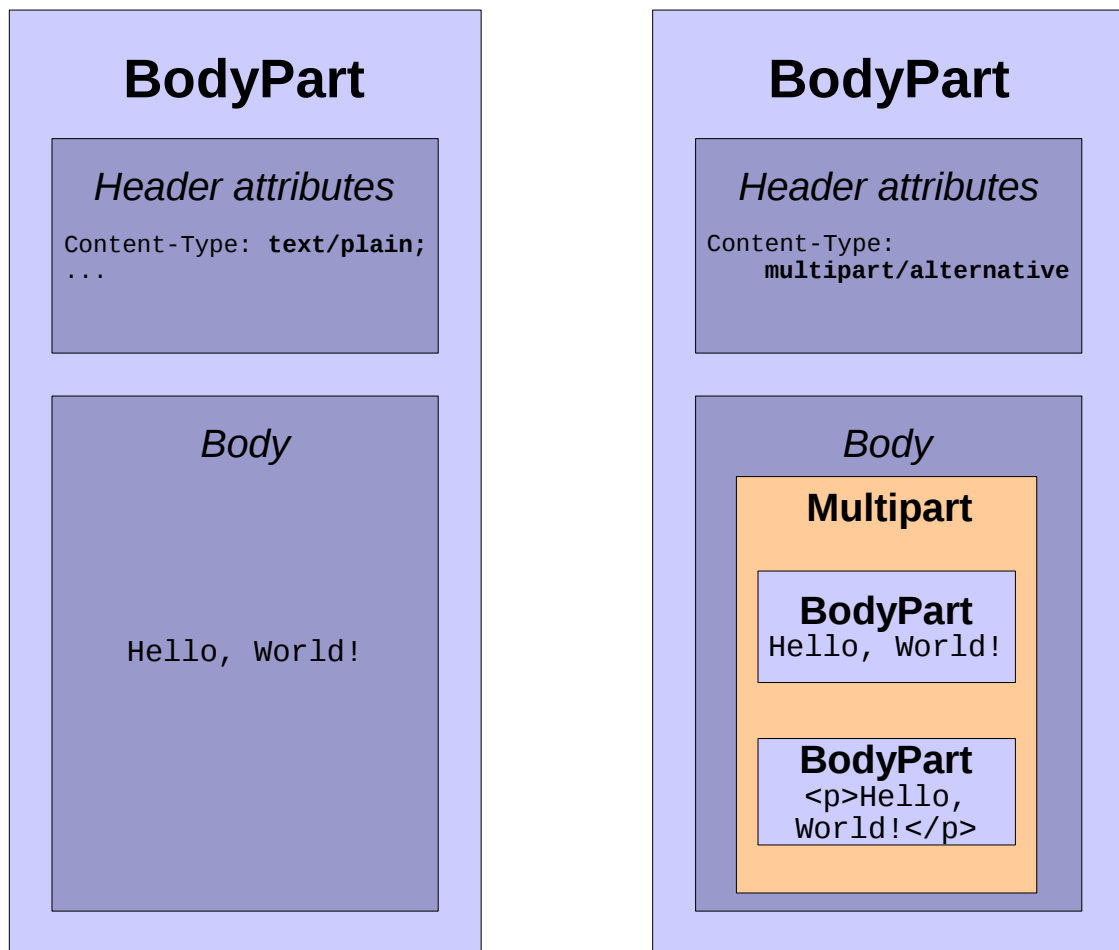 BodyPart
Header attributes
Content-Type: text/plain;
...
Body
Hello, World!
BodyPart
Header attributes
Content-Type:
multipart/alternative
Body
Multipart
BodyPart
Hello, World!
BodyPart
<p>Hello,
World!</p>